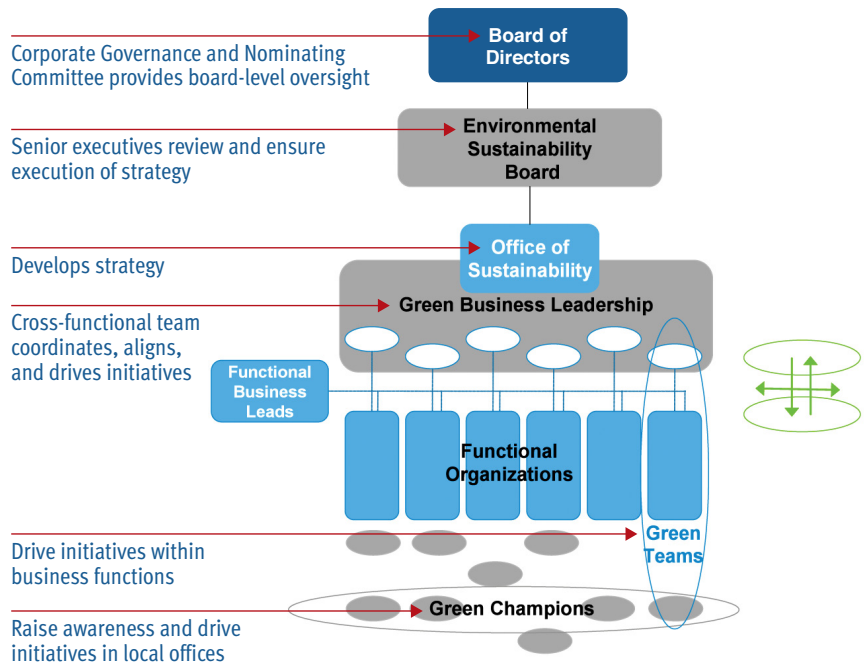 Board of
Directors
Corporate Governance and Nominating
Committee provides board-level oversight
Environmental
Sustainability
Board
Senior executives review and ensure
execution of strategy
Office of
Sustainability
Develops strategy
Green Business Leadership
Cross-functional team
coordinates, aligns,
and drives initiatives
Functional
Business
Leads
Functional
Organizations
Green
Teams
Drive initiatives within
business functions
Green Champions
Raise awareness and drive
initiatives in local offices